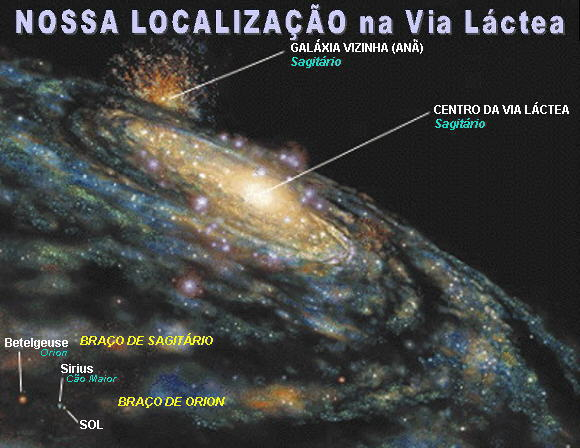 NOSSA LOCALIZAÇÃO na Via Láctea
GALÁXIA VIZINHA (ANÃ)
Sagitário
CENTRO DA VIA LÁCTEA
Sagitário
BRAÇO DE SAGITÁRIO
Betelgeuse
Orion
Sirius
Cão Maior
BRAÇO DE ORION
SOL